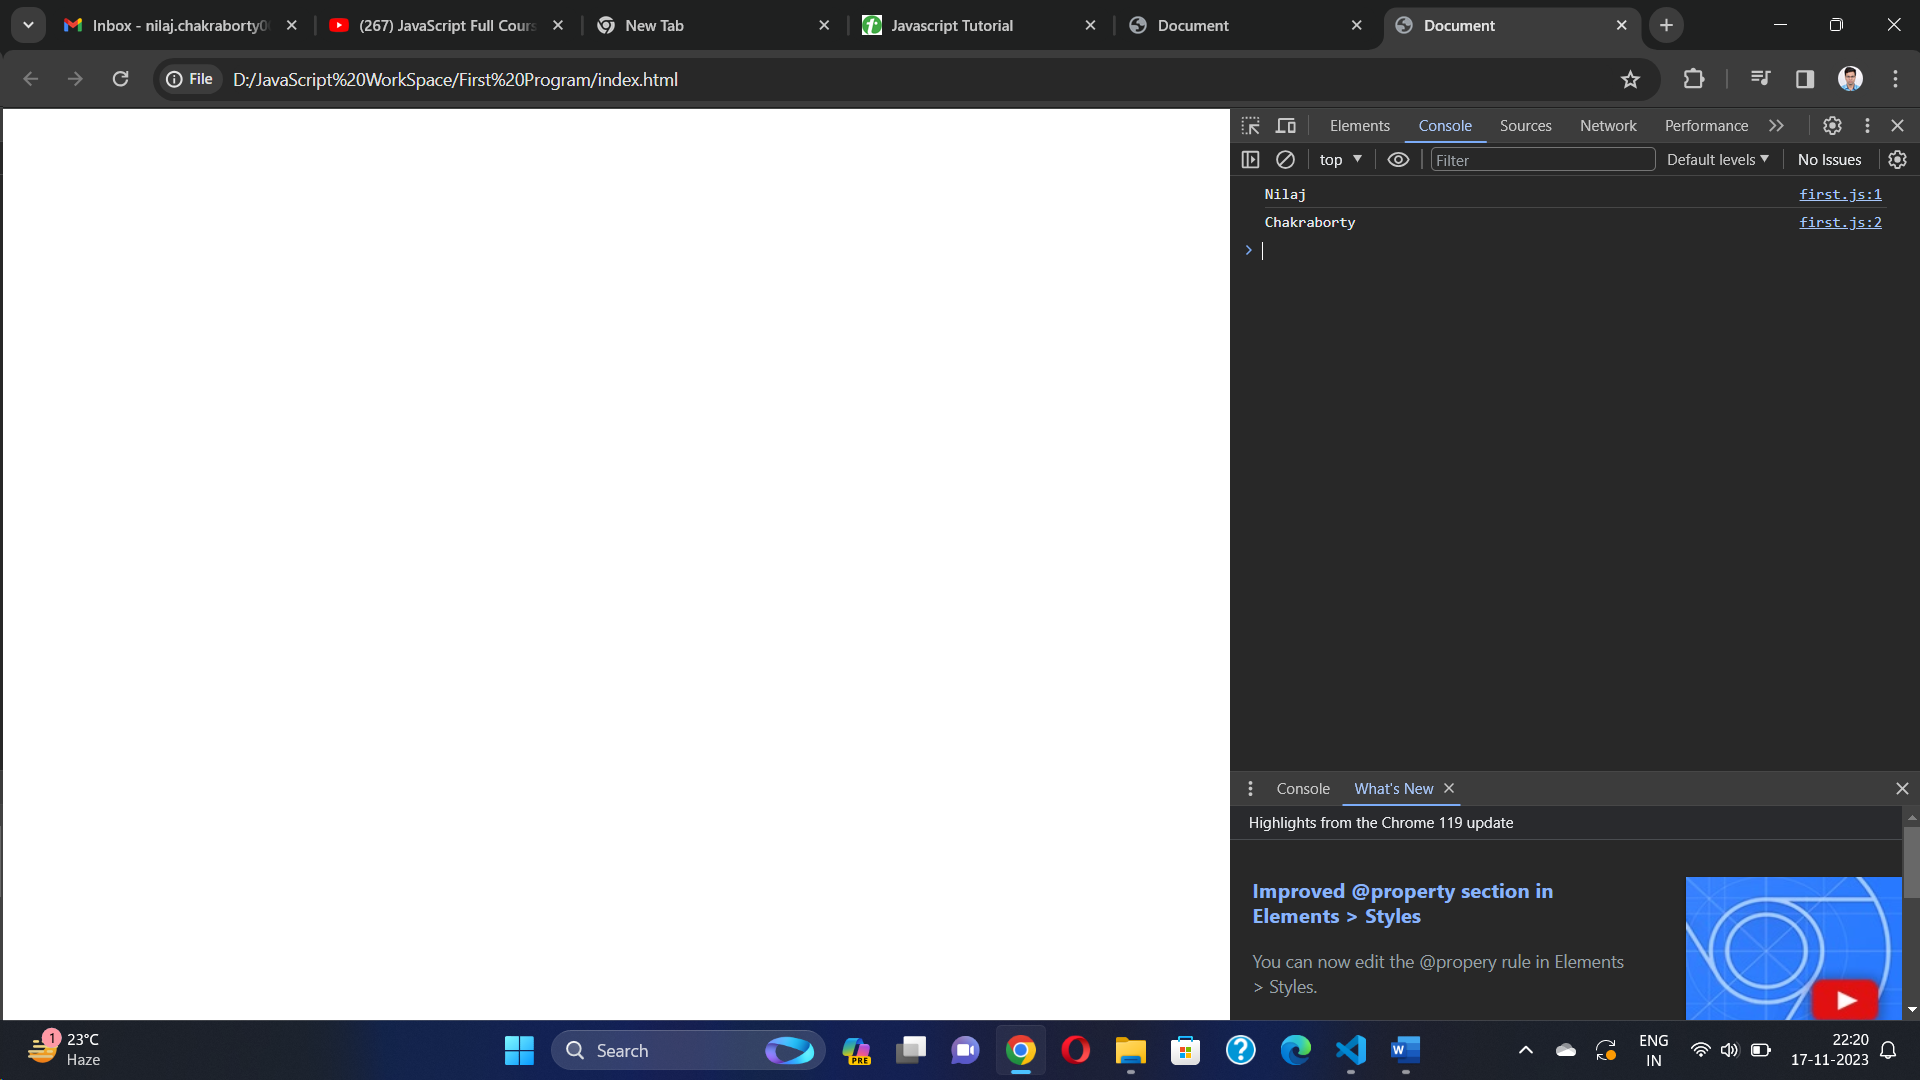 Inbox - nilaj.chakraborty0
(267) JavaScript Full Cours
New Tab
Javascript Tutorial
Document
Document
File
D:/JavaScript%20WorkSpace/First%20Program/index.html
Elements
Console
Sources
Network
Performance
top
Filter
Default levels
No Issues
Nilaj
first.js:1
Chakraborty
first.js:2
Console
What's New
Highlights from the Chrome 119 update
Improved @property section in
Elements > Styles
You can now edit the @propery rule in Elements
> Styles.
1
23°C
Haze
Search
PRE
W
ENG
IN
22:20
17-11-2023